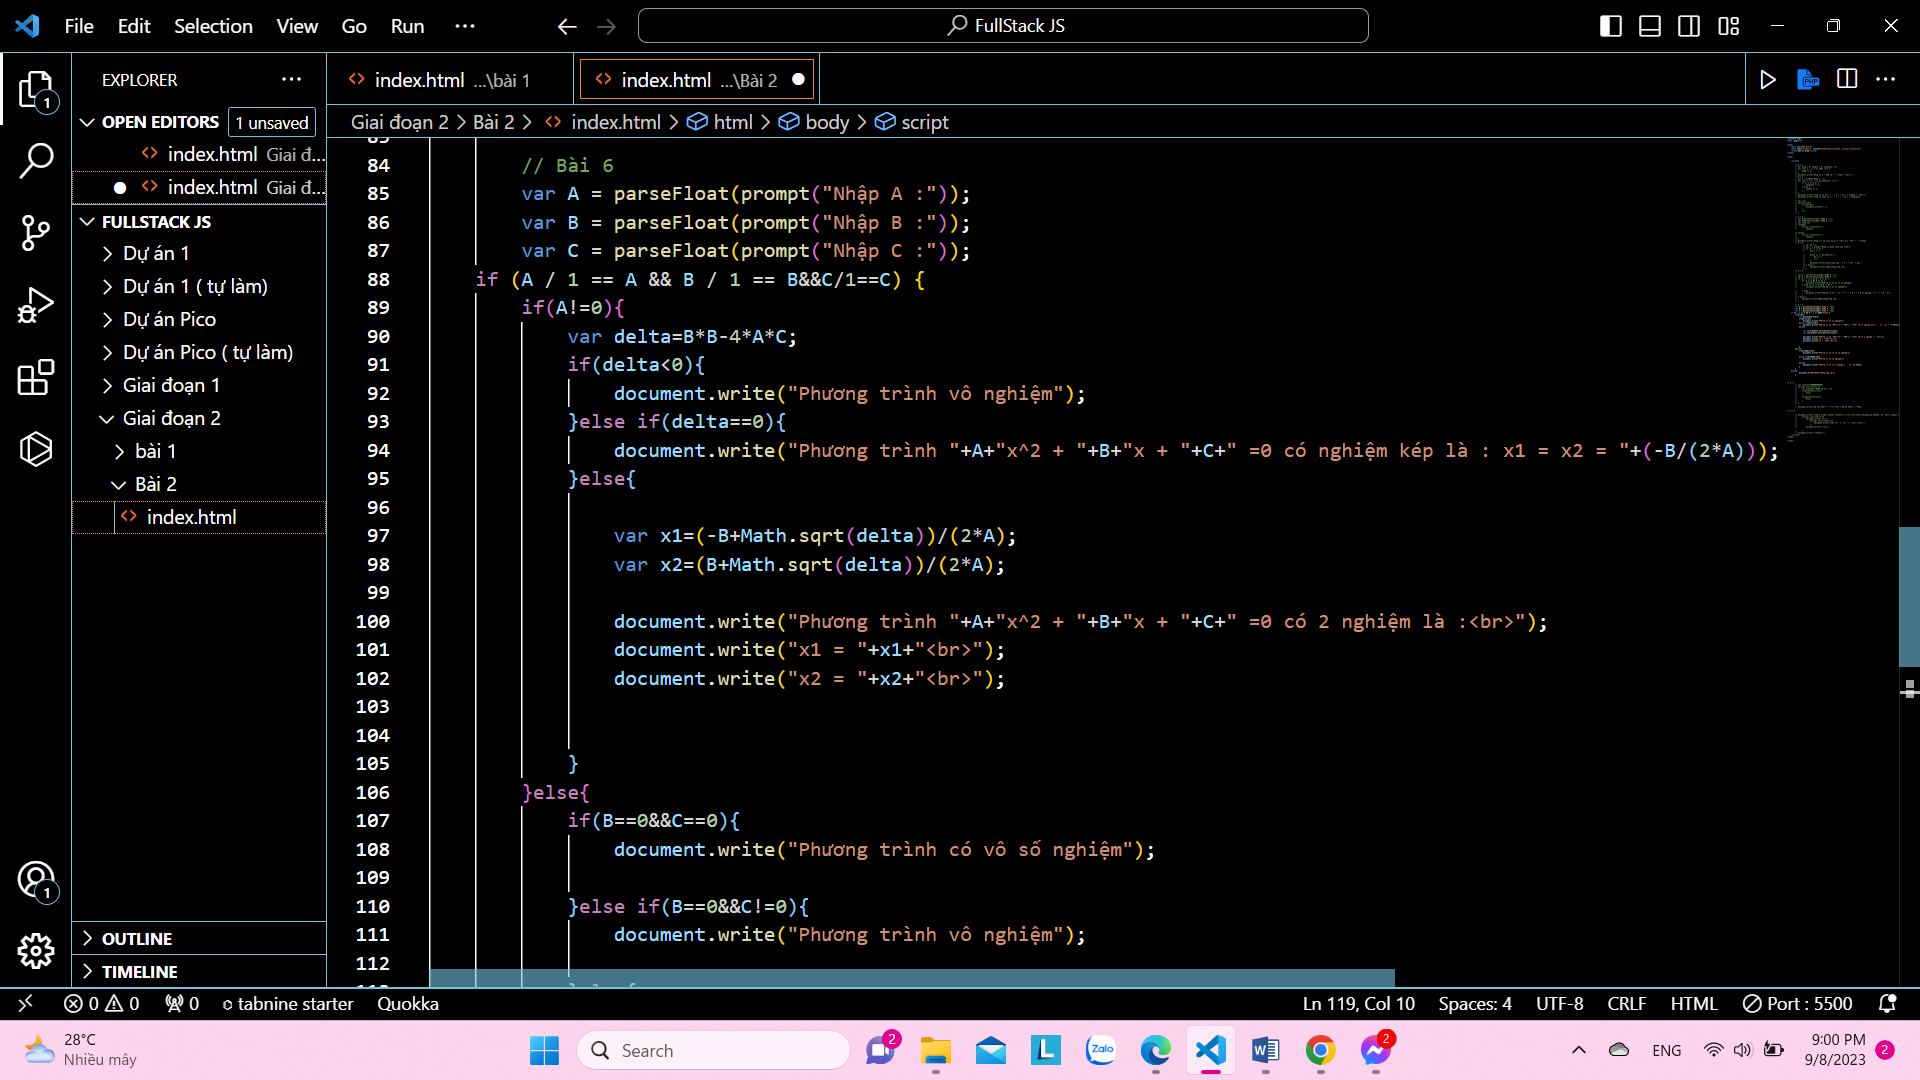 File Edit Selection View Go Run ··· FullStack JS
EXPLORER ···
OPEN EDITORS 1 unsaved
index.html Giai đ...
index.html Giai đ...
FULLSTACK JS
Dự án 1
Dự án 1 ( tự làm)
Dự án Pico
Dự án Pico ( tự làm)
Giai đoạn 1
Giai đoạn 2
bài 1
Bài 2
index.html
OUTLINE
TIMELINE
index.html ...\bài 1 index.html ...\Bài 2
Giai đoạn 2 > Bài 2 > index.html > html > body > script
84 // Bài 6
85 var A = parseFloat(prompt("Nhập A :"));
86 var B = parseFloat(prompt("Nhập B :"));
87 var C = parseFloat(prompt("Nhập C :"));
88 if (A / 1 == A && B / 1 == B&&C/1==C) {
89 if(A!=0){
90 var delta=B*B-4*A*C;
91 if(delta<0){
92 document.write("Phương trình vô nghiệm");
93 }else if(delta==0){
94 document.write("Phương trình "+A+"x^2 + "+B+"x + "+C+" =0 có nghiệm kép là : x1 = x2 = "+(-B/(2*A)));
95 }else{
96
97 var x1=(-B+Math.sqrt(delta))/(2*A);
98 var x2=(B+Math.sqrt(delta))/(2*A);
99
100 document.write("Phương trình "+A+"x^2 + "+B+"x + "+C+" =0 có 2 nghiệm là :<br>");
101 document.write("x1 = "+x1+"<br>");
102 document.write("x2 = "+x2+"<br>");
103
104
105 }
106 }else{
107 if(B==0&&C==0){
108 document.write("Phương trình có vô số nghiệm");
109
110 }else if(B==0&&C!=0){
111 document.write("Phương trình vô nghiệm");
112
0 0 0 tabnine starter Quokka Ln 119, Col 10 Spaces: 4 UTF-8 CRLF HTML Port : 5500
28°C
Nhiều mây
Search
2
Zalo
2
ENG
9:00 PM
9/8/2023
2